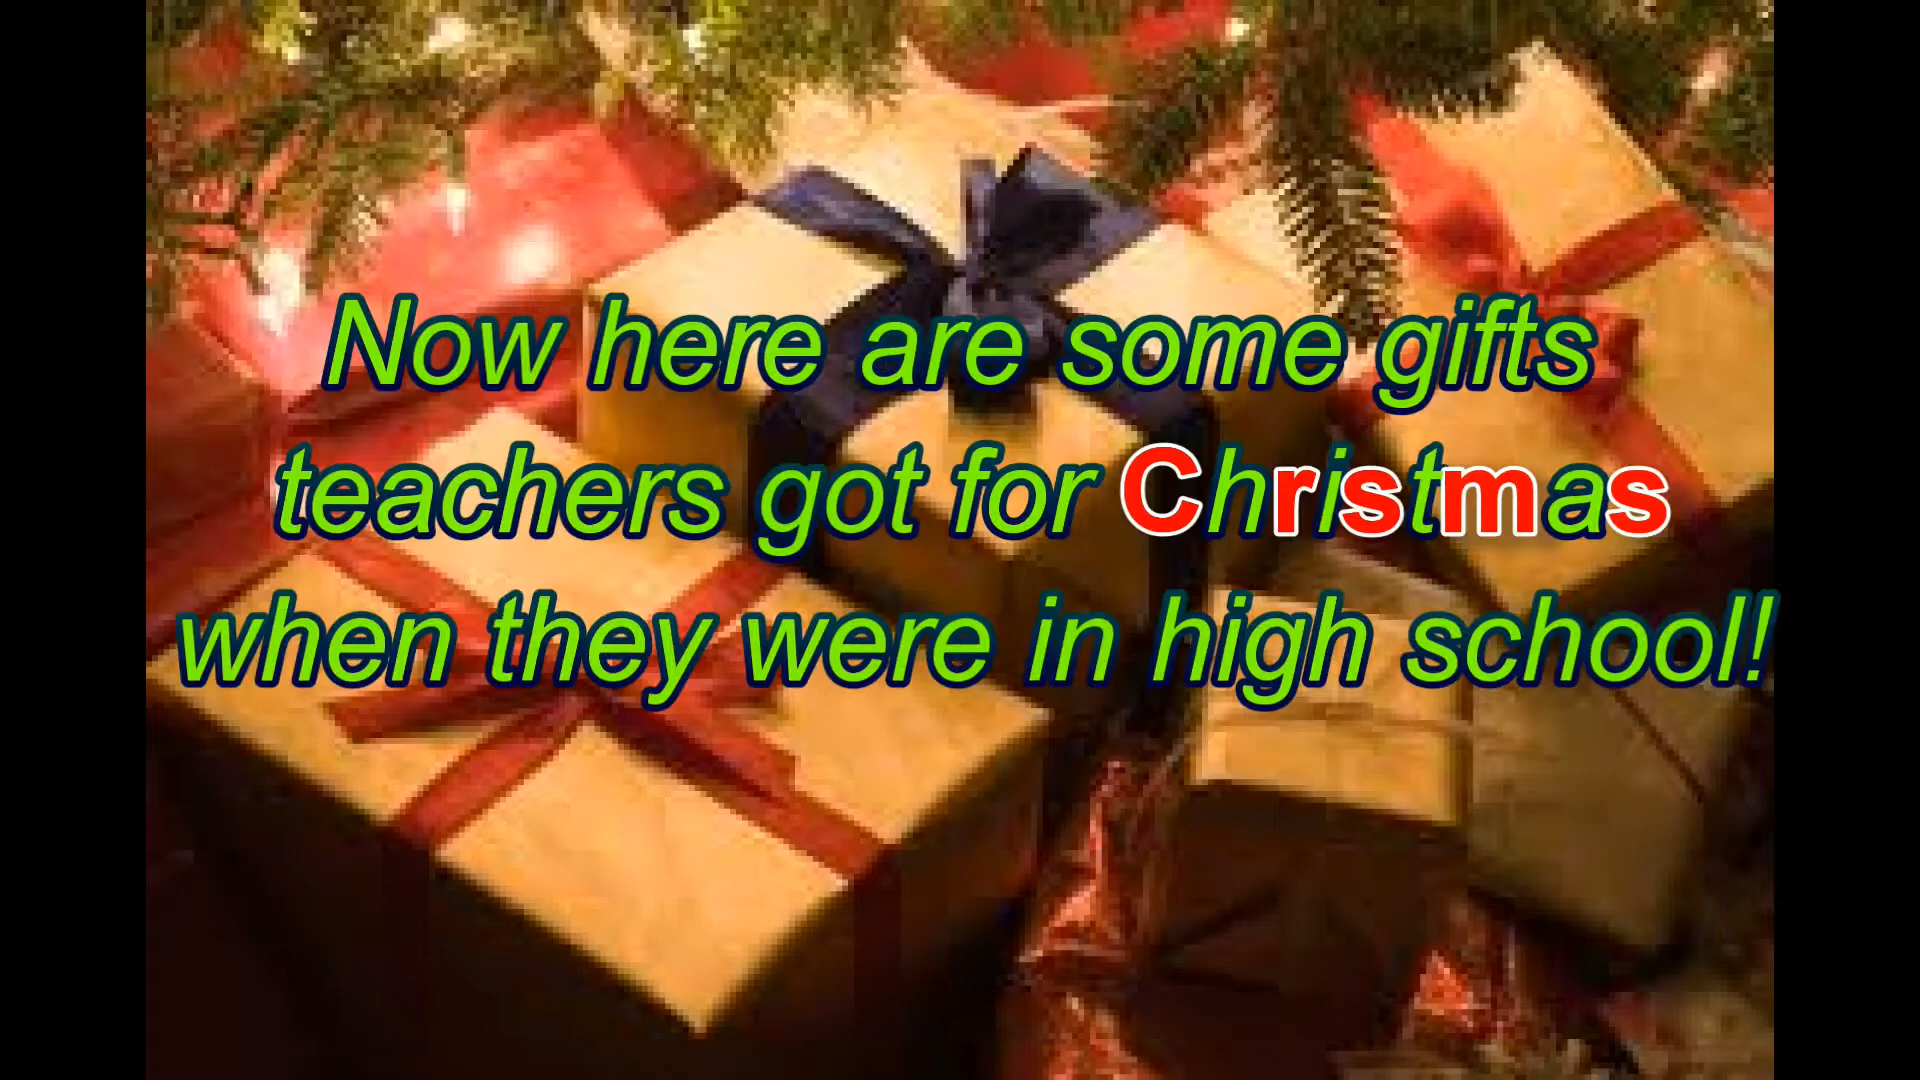 Now here are some gifts
teachers got for Christmas
when they were in high school!